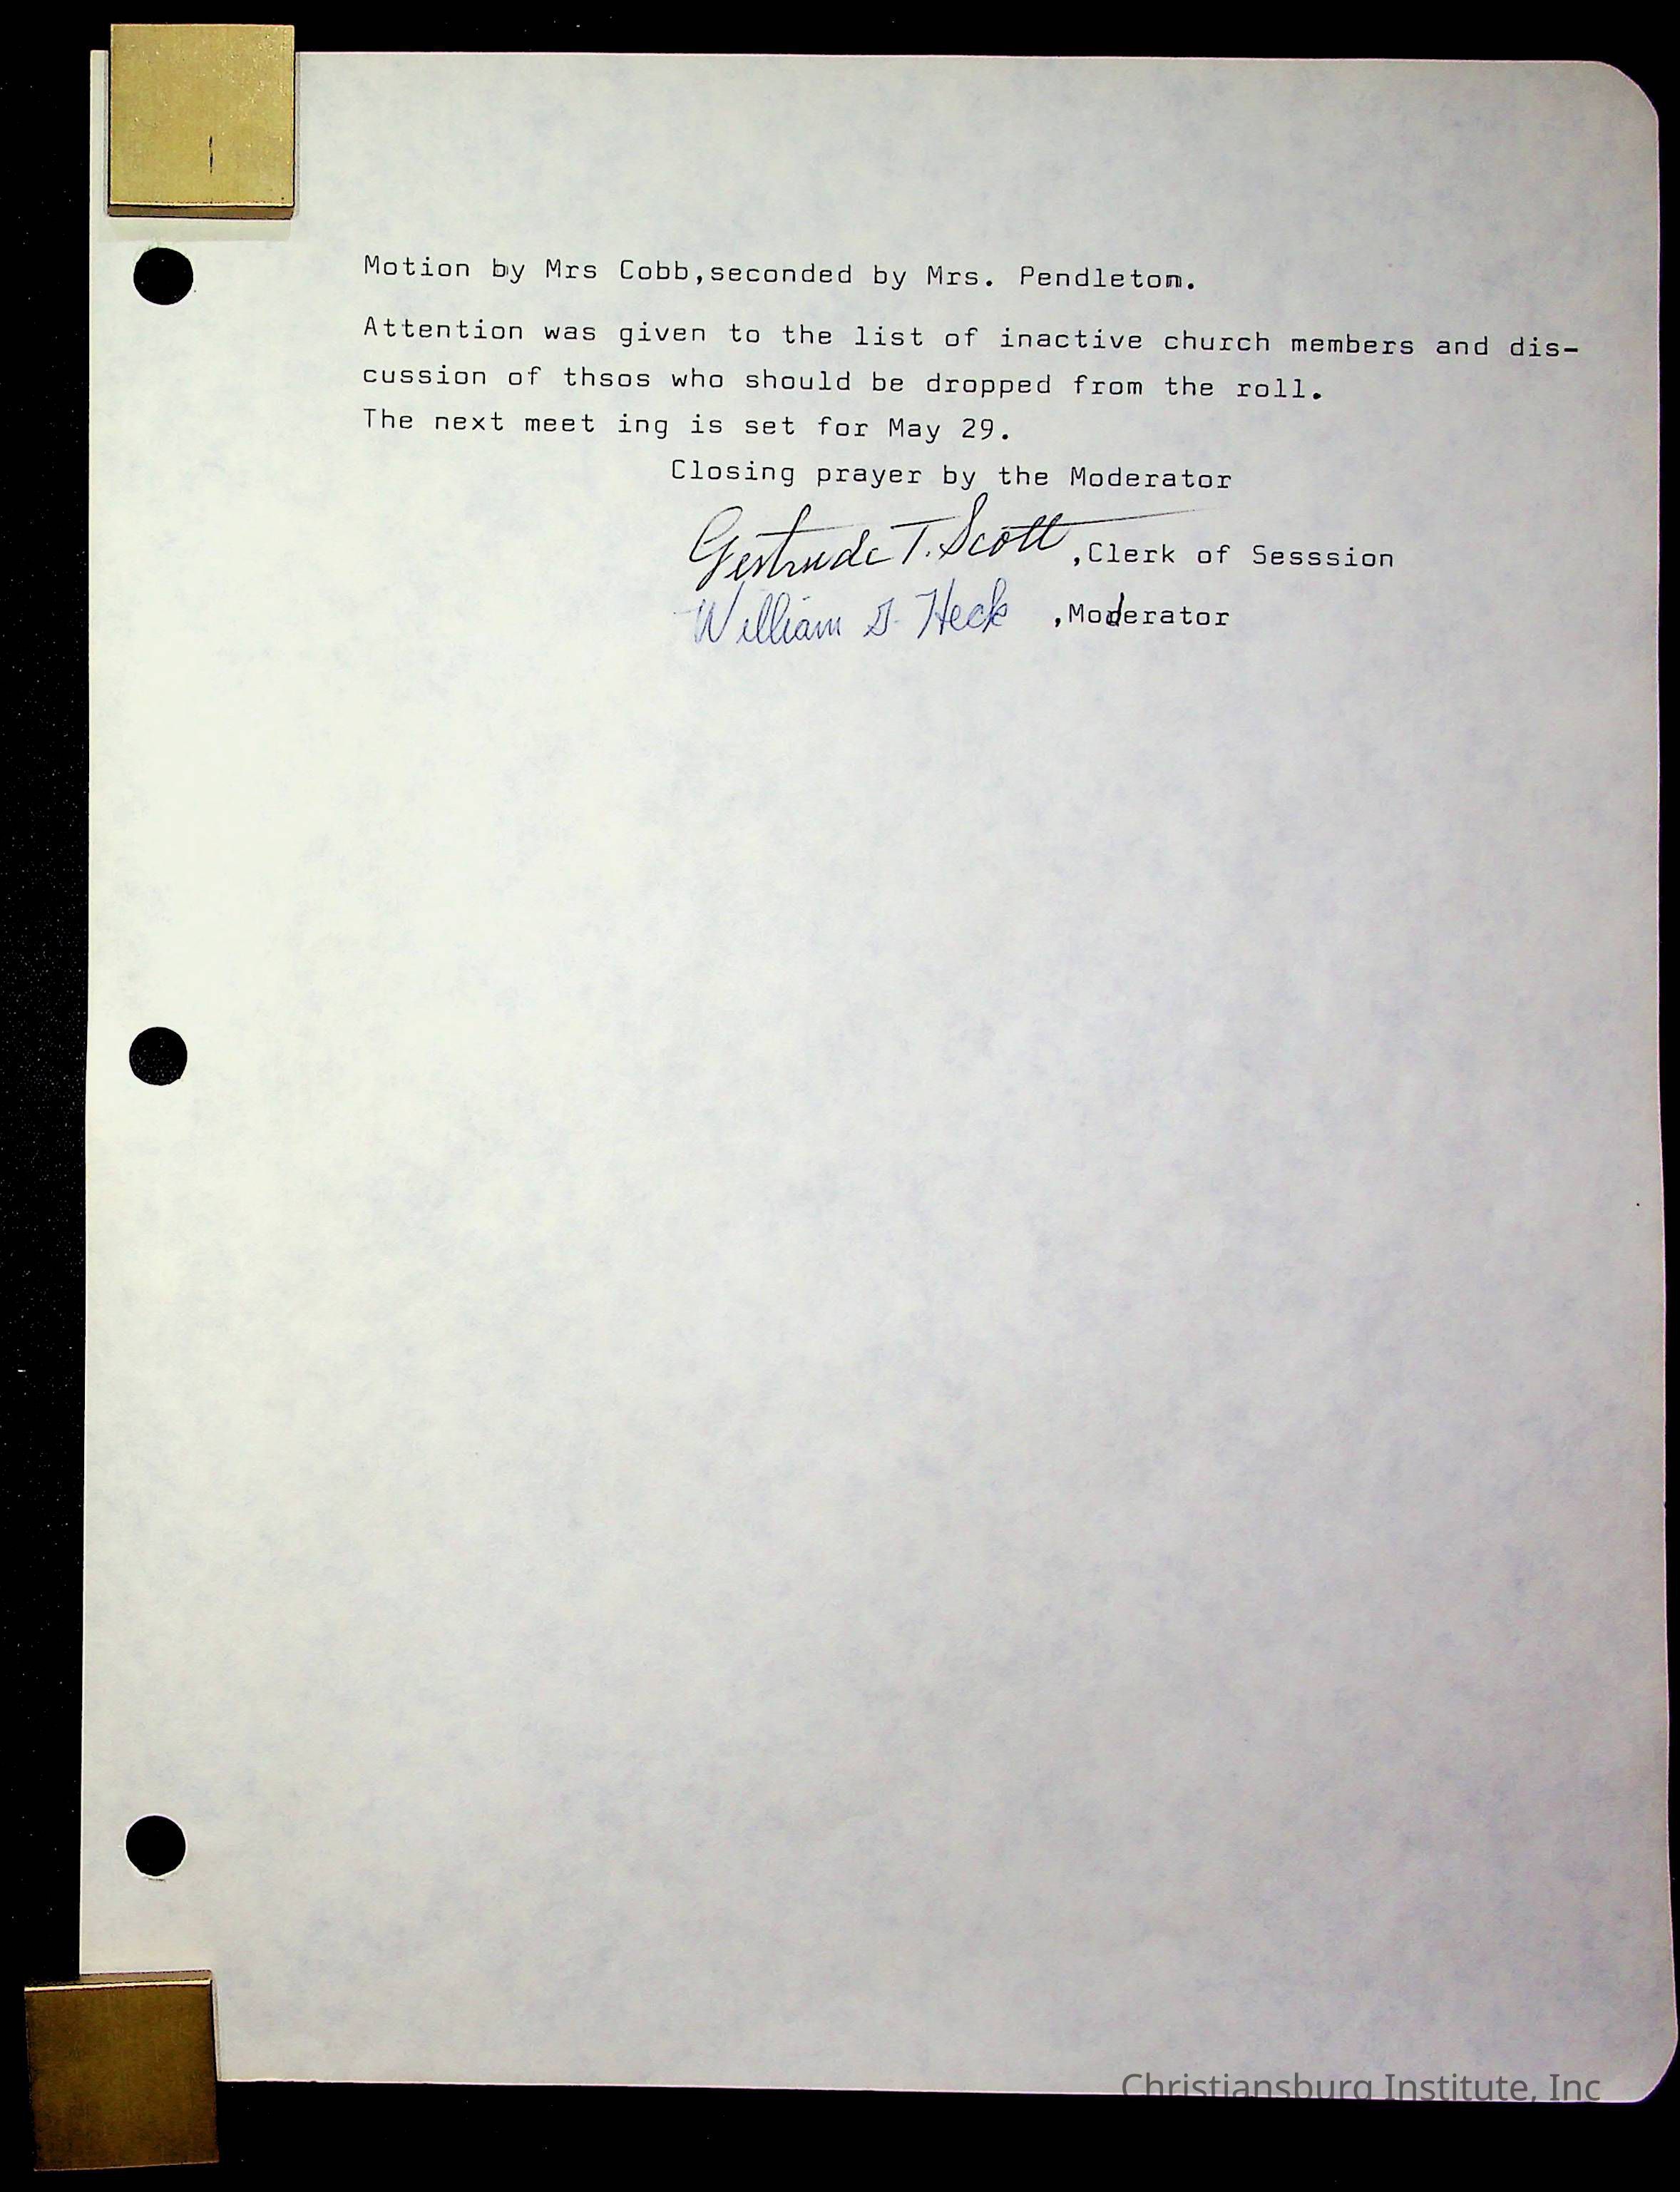 Motion by Mrs Cobb,seconded by Mrs. Pendleton.
Attention was given to the list of inactive church members and dis-
cussion of thsos who should be dropped from the roll.
The next meet ing is set for May 29.
Closing prayer by the Moderator
Gertrude T. Scott ,Clerk of Sesssion
William G. Heck ,Moderator
Christiansburg Institute, Inc